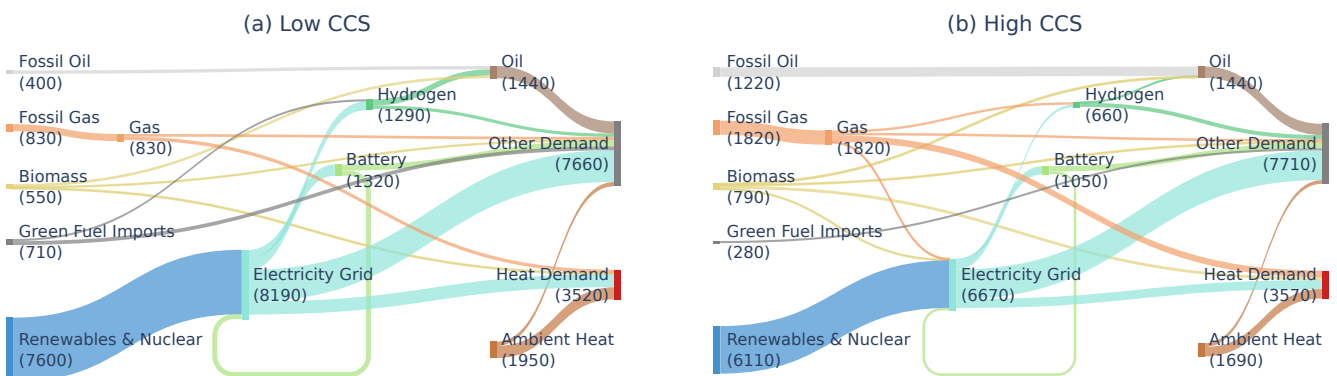 (a) Low CCS
Fossil Oil
(400)
Oil
(1440)
Hydrogen
(1290)
Fossil Gas
(830)
Gas
(830)
Other Demand
(7660)
Battery
(1320)
Biomass
(550)
Green Fuel Imports
(710)
Electricity Grid
(8190)
Heat Demand
(3520)
Renewables & Nuclear
(7600)
Ambient Heat
(1950)
(b) High CCS
Fossil Oil
(1220)
Oil
(1440)
Hydrogen
(660)
Fossil Gas
(1820)
Gas
(1820)
Other Demand
(7710)
Battery
(1050)
Biomass
(790)
Green Fuel Imports
(280)
Electricity Grid
(6670)
Heat Demand
(3570)
Renewables & Nuclear
(6110)
Ambient Heat
(1690)